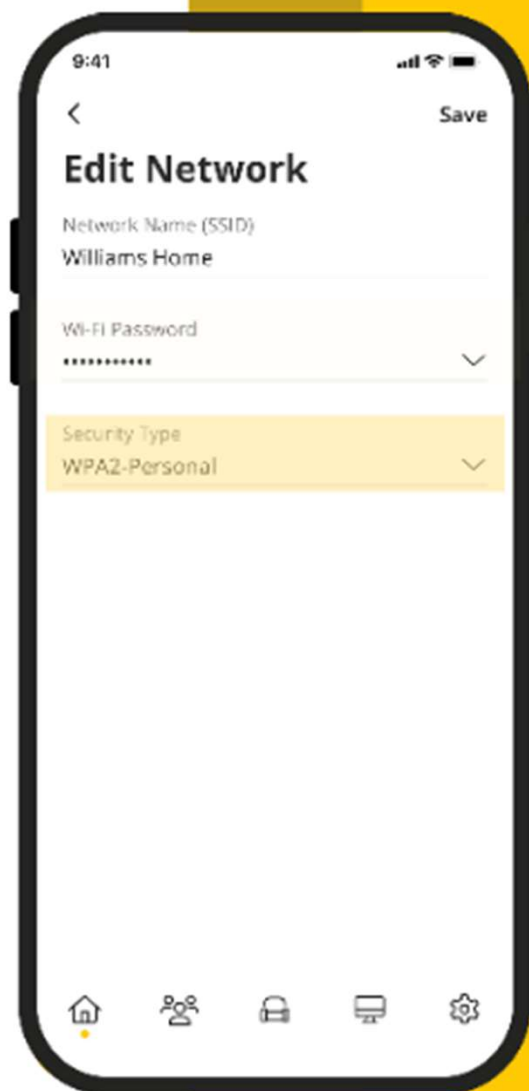 9:41
Save
Edit Network
Network Name (SSID)
Williams Home
Wi-Fi Password
•••••••••••
Security Type
WPA2-Personal